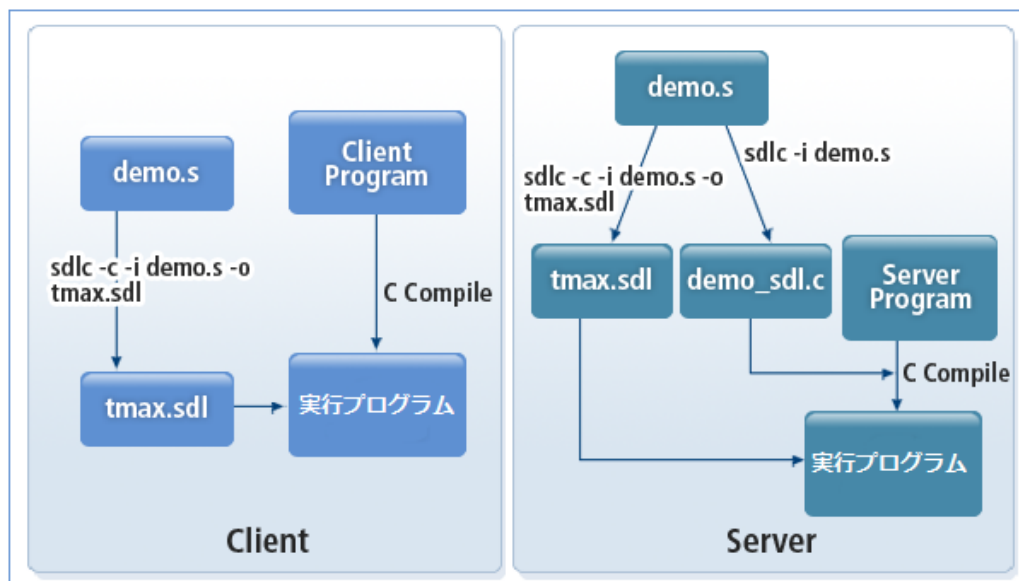 demo.s
Client
Program
sdlc -c -i demo.s -o
tmax.sdl
C Compile
tmax.sdl
実行プログラム
Client
demo.s
sdlc -i demo.s
sdlc -c -i demo.s -o
tmax.sdl
tmax.sdl
demo_sdl.c
Server
Program
C Compile
実行プログラム
Server